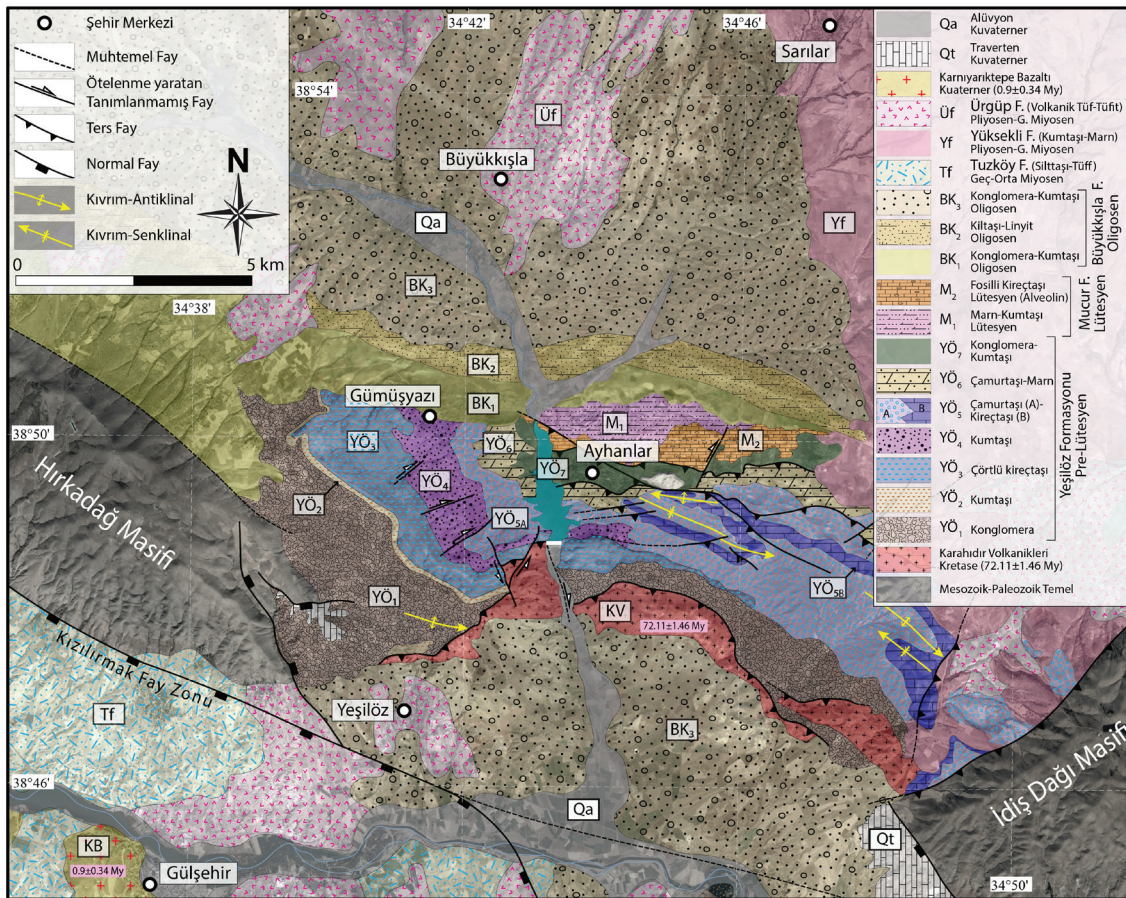 Şehir Merkezi
Muhtemel Fay
Ötelenme yaratan
Tanımlanmamış Fay
Ters Fay
Normal Fay
Kıvrım-Antiklinal
Kıvrım-Senklinal
N
0
5 km
34°42'
34°46'
38°54'
34°38'
38°50'
38°46'
34°50'
Sarılar
Üf
Büyükkışla
Qa
Yf
BK3
BK2
BK1
Gümüşyazı
M1
M2
YÖ3
YÖ6
Ayhanlar
YÖ7
YÖ4
YÖ2
YÖ5A
YÖ5B
YÖ1
KV
72.11±1.46 My
Hırkadağ Masifi
Kızılırmak Fay Zonu
Tf
Yeşilöz
BK3
Qa
İdiş Dağı Masifi
Qt
KB
0.9±0.34 My
Gülşehir
Qa Alüvyon
Kuvaterner
Qt Traverten
Kuvaterner
Karnıyarıktepe Bazaltı
Kuaterner (0.9±0.34 My)
Üf Ürgüp F. (Volkanik Tüf-Tüfit)
Pliyosen-G. Miyosen
Yf Yüksekli F. (Kumtaşı-Marn)
Pliyosen-G. Miyosen
Tf Tuzköy F. (Silttaşı-Tüff)
Geç-Orta Miyosen
BK3 Konglomera-Kumtaşı
Oligosen
BK2 Kiltaşı-Linyit
Oligosen
BK1 Konglomera-Kumtaşı
Oligosen
Büyükkışla F.
Oligosen
M2 Fosilli Kireçtaşı
Lütesyen (Alveolin)
M1 Marn-Kumtaşı
Lütesyen
Mucur F.
Lütesyen
YÖ7 Konglomera-
Kumtaşı
YÖ6 Çamurtaşı-Marn
A B YÖ5 Çamurtaşı (A)-
Kireçtaşı (B)
YÖ4 Kumtaşı
YÖ3 Çörtlü kireçtaşı
YÖ2 Kumtaşı
YÖ1 Konglomera
Yeşilöz Formasyonu
Pre-Lütesyen
Karahıdır Volkanikleri
Kretase (72.11±1.46 My)
Mesozoik-Paleozoik Temel